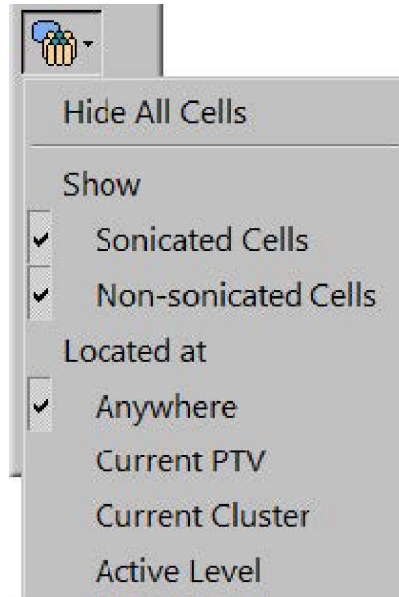 Hide All Cells
Show
Sonicated Cells
Non-sonicated Cells
Located at
Anywhere
Current PTV
Current Cluster
Active Level